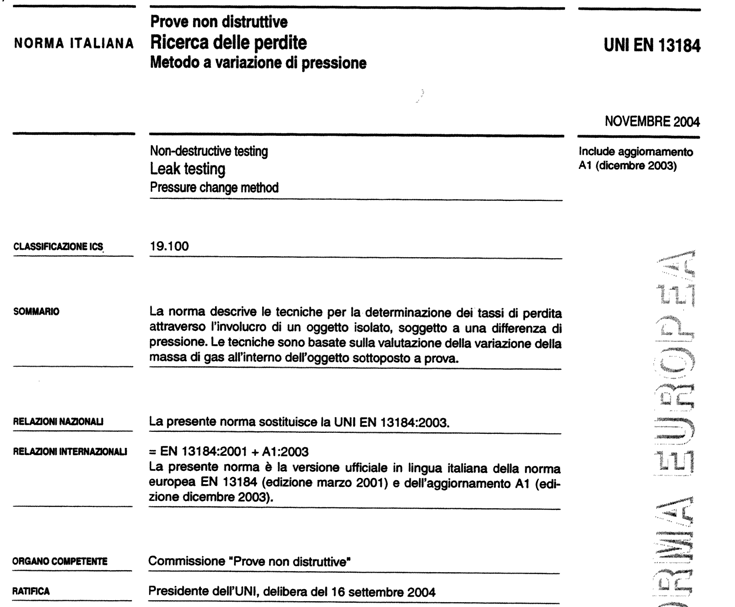 Prove non distruttive
NORMA ITALIANA Ricerca delle perdite UNI EN 13184
Metodo a variazione di pressione
NOVEMBRE 2004
Non-destructive testing
Leak testing
Pressure change method
Include aggiornamento
A1 (dicembre 2003)
CLASSIFICAZIONE ICS 19.100
SOMMARIO La norma descrive le tecniche per la determinazione dei tassi di perdita
attraverso l'involucro di un oggetto isolato, soggetto a una differenza di
pressione. Le tecniche sono basate sulla valutazione della variazione della
massa di gas all'interno dell'oggetto sottoposto a prova.
RELAZIONI NAZIONALI La presente norma sostituisce la UNI EN 13184:2003.
RELAZIONI INTERNAZIONALI = EN 13184:2001 + A1:2003
La presente norma è la versione ufficiale in lingua italiana della norma
europea EN 13184 (edizione marzo 2001) e dell'aggiornamento A1 (edi-
zione dicembre 2003).
ORGANO COMPETENTE Commissione "Prove non distruttive"
RATIFICA Presidente dell'UNI, delibera del 16 settembre 2004
ORMA EUROPEA